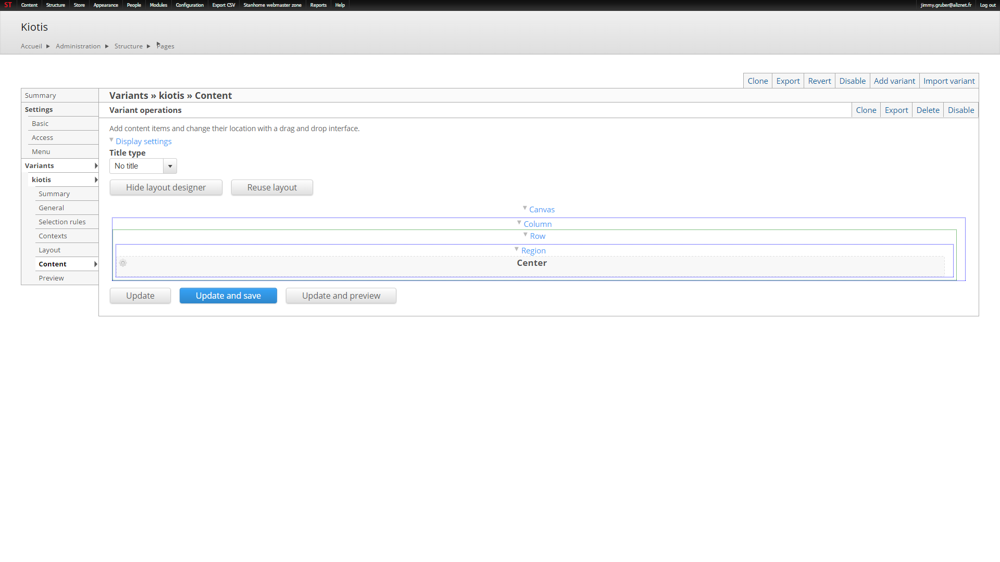 ST Content Structure Store Appearance People Modules Configuration Export CSV Stanhome webmaster zone Reports Help jimmy.gruber@aliznet.fr Log out
Kiotis
Accueil Administration Structure Pages
Clone Export Revert Disable Add variant Import variant
Summary
Settings
Basic
Access
Menu
Variants
kiotis
Summary
General
Selection rules
Contexts
Layout
Content
Preview
Variants » kiotis » Content
Variant operations
Clone Export Delete Disable
Add content items and change their location with a drag and drop interface.
Display settings
Title type
No title
Hide layout designer Reuse layout
Canvas
Column
Row
Region
Center
Update Update and save Update and preview